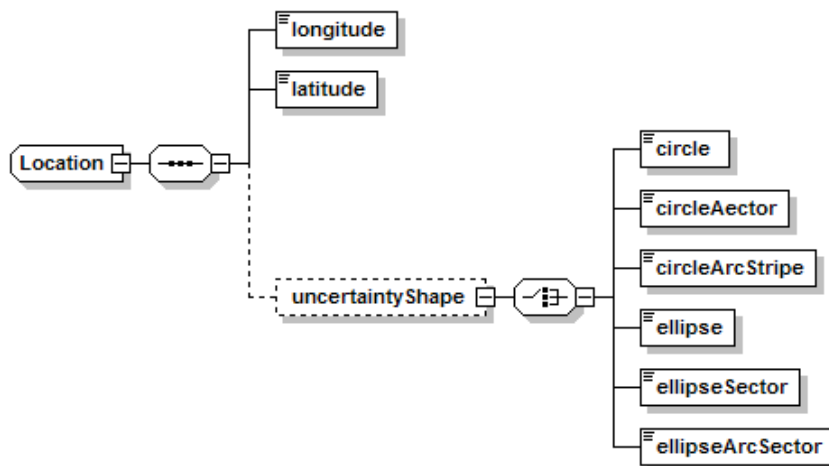 longitude
latitude
Location
circle
circleAector
circleArcStripe
uncertaintyShape
ellipse
ellipseSector
ellipseArcSector